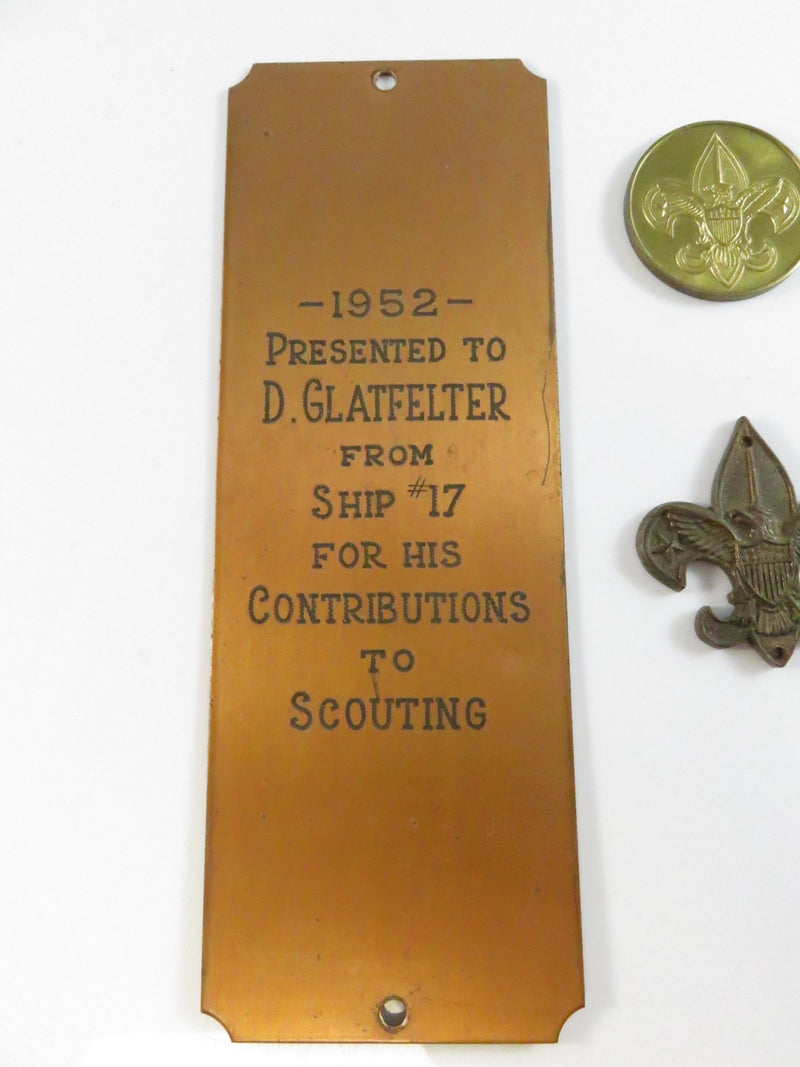 -1952-
PRESENTED TO
D. GLATFELTER
FROM
SHIP #17
FOR HIS
CONTRIBUTIONS
TO
SCOUTING